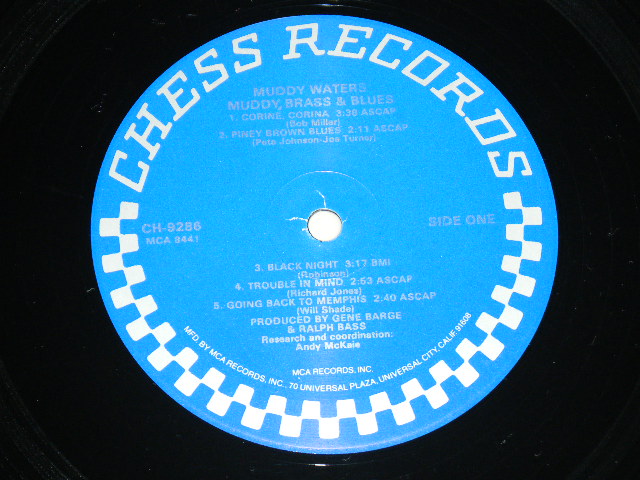 CHESS RECORDS
MUDDY WATERS
MUDDY, BRASS & BLUES
1. CORINE, CORINA 3:38 ASCAP
(Bob Miller)
2. PINEY BROWN BLUES 2:11 ASCAP
(Pete Johnson-Joe Turner)
CH-9286
MCA 9441
SIDE ONE
3. BLACK NIGHT 3:17 BMI
(Robinson)
4. TROUBLE IN MIND 2:53 ASCAP
(Richard Jones)
5. GOING BACK TO MEMPHIS 2:40 ASCAP
(Will Shade)
PRODUCED BY GENE BARGE
& RALPH BASS
Research and coordination:
Andy McKaie
MCA RECORDS, INC.
MFD. BY MCA RECORDS, INC., 70 UNIVERSAL PLAZA, UNIVERSAL CITY, CALIF. 91608